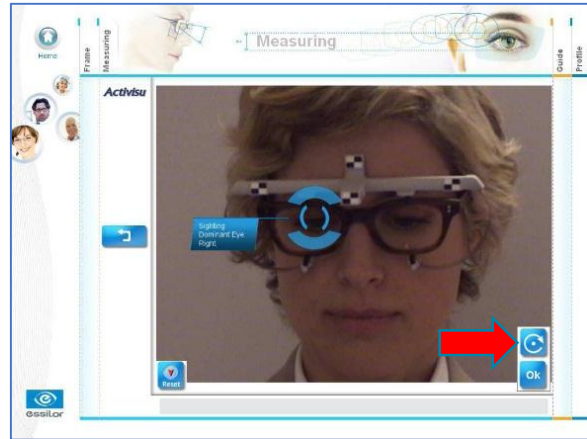 Home
Frame
Measuring
Measuring
Guide
Profile
Activisu
Sighting
Dominant Eye
Right
Reset
Ok
essilor